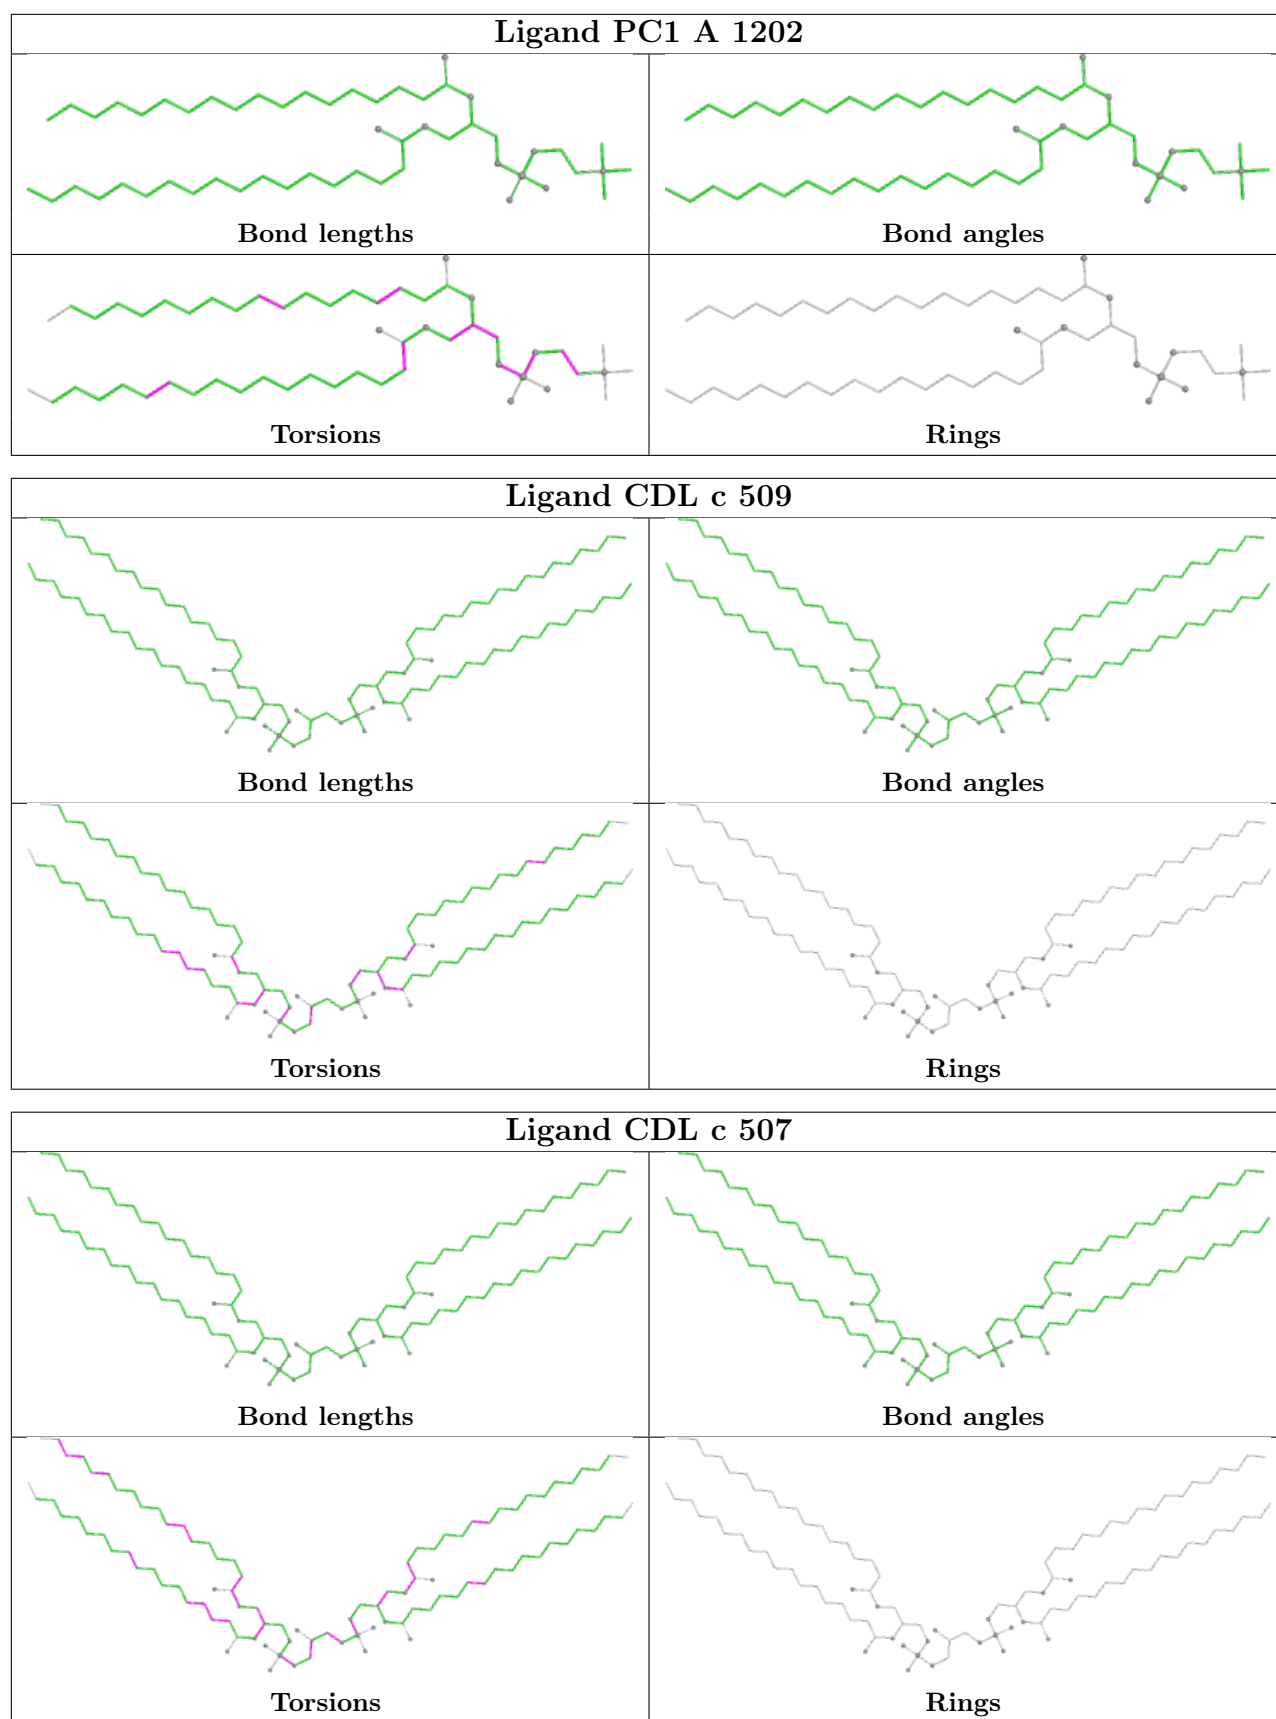 Ligand PC1 A 1202
Bond lengths
Bond angles
Torsions
Rings
Ligand CDL c 509
Bond lengths
Bond angles
Torsions
Rings
Ligand CDL c 507
Bond lengths
Bond angles
Torsions
Rings